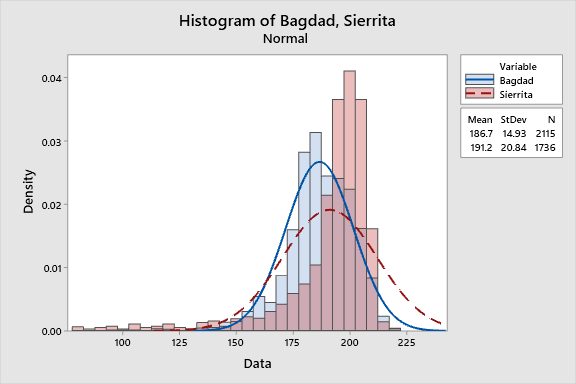 Histogram of Bagdad, Sierrita
Normal
Variable
Bagdad
Sierrita
Mean StDev N
186.7 14.93 2115
191.2 20.84 1736
Density
0.04
0.03
0.02
0.01
0.00
100 125 150 175 200 225
Data